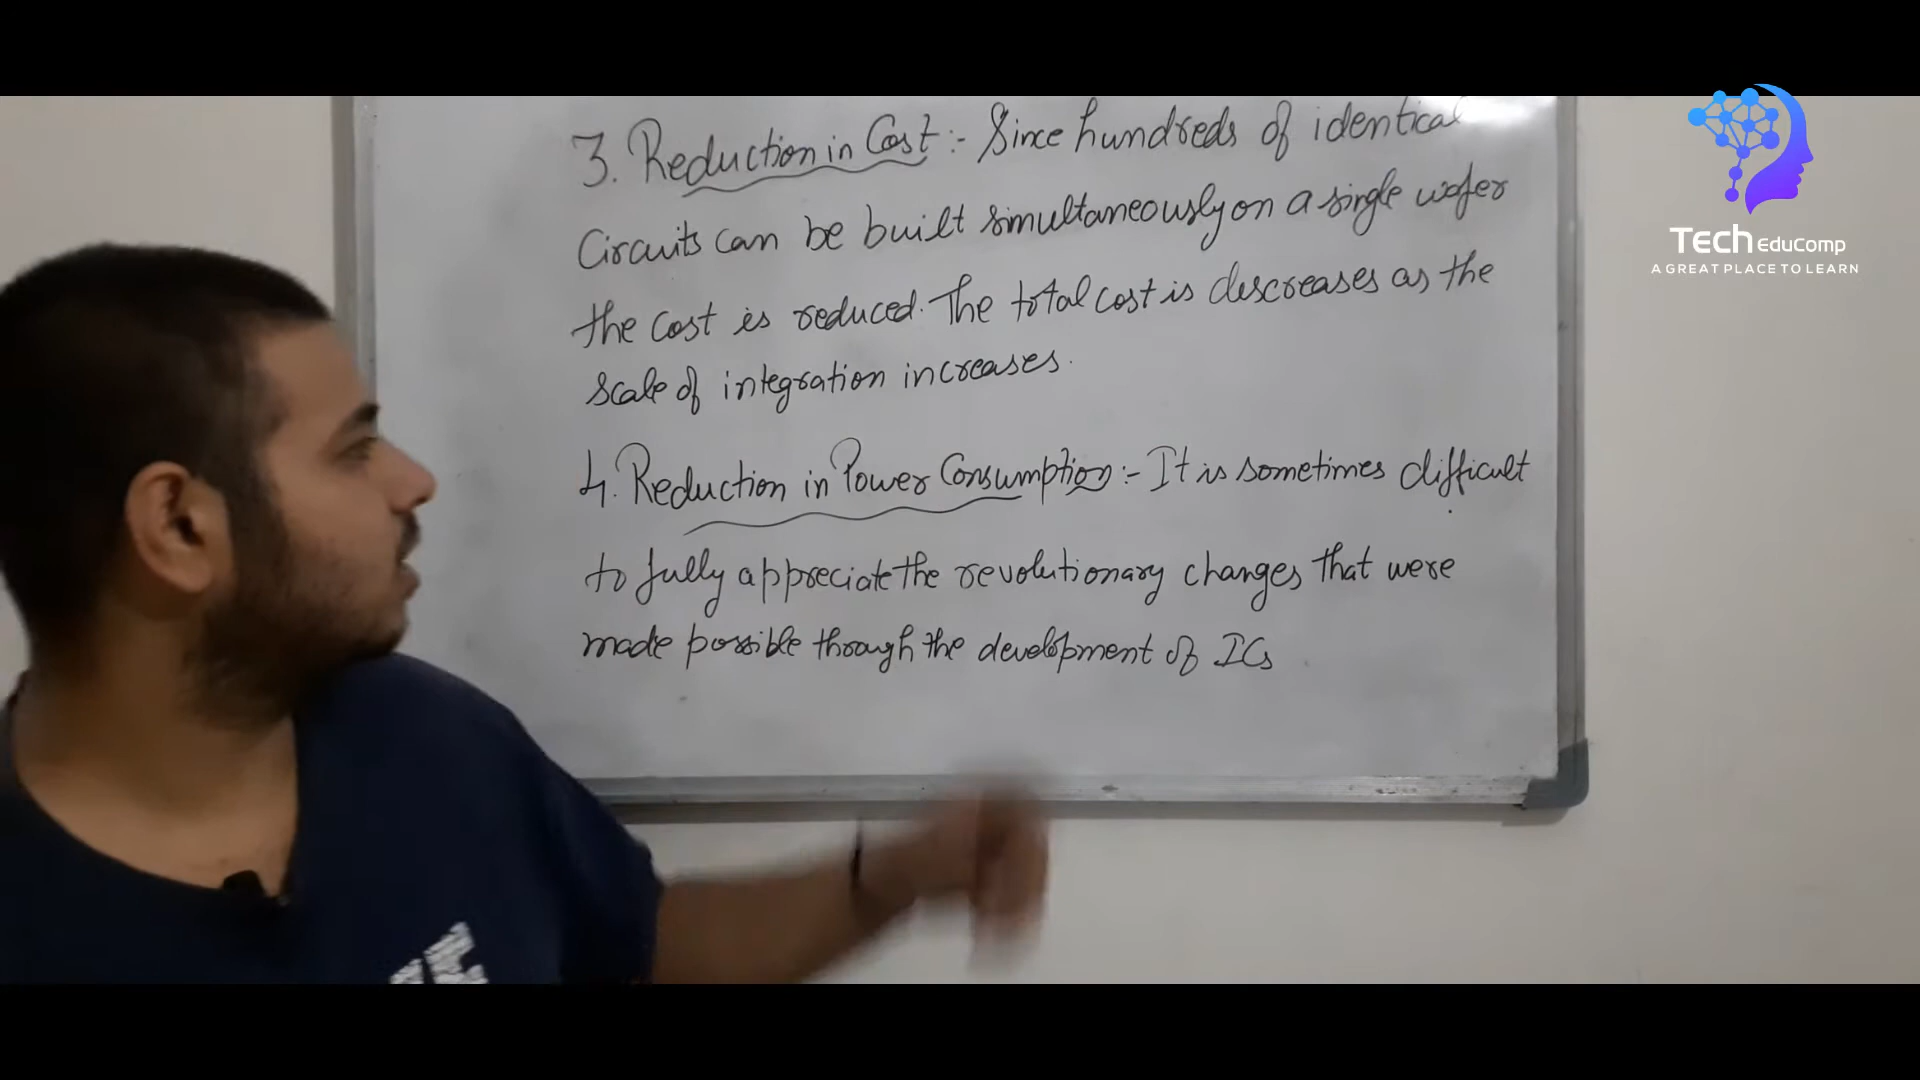 3. Reduction in Cost :- Since hundreds of identical
Circuits can be built simultaneously on a single wafer
the cost is reduced. The total cost is descreases as the
scale of integration increases.
4. Reduction in Power Consumption :- It is sometimes difficult
to fully appreciate the revolutionary changes that were
made possible through the development of ICs
Tech EduComp
A GREAT PLACE TO LEARN